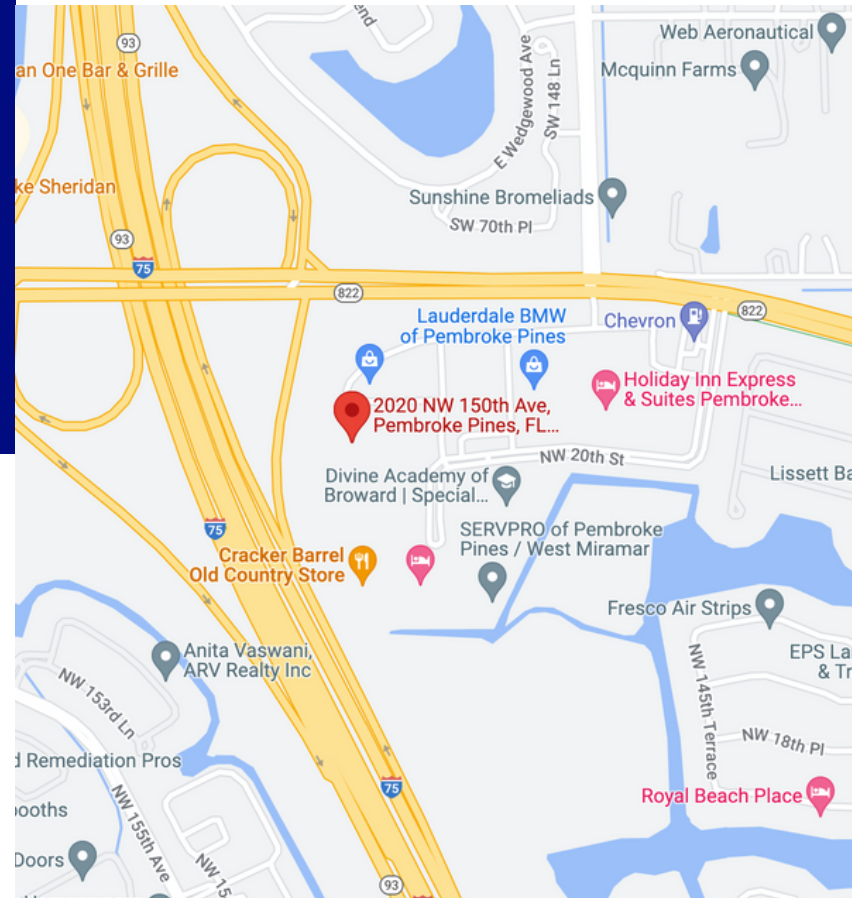 end
93
Web Aeronautical
an One Bar & Grille
Mcquinn Farms
E Wedgewood Ave
SW 148 Ln
ke Sheridan
Sunshine Bromeliads
SW 70th Pl
93
75
822
822
Lauderdale BMW
of Pembroke Pines
Chevron
Holiday Inn Express
& Suites Pembroke...
2020 NW 150th Ave,
Pembroke Pines, FL...
NW 20th St
Divine Academy of
Broward | Special...
Lissett Ba
75
SERVPRO of Pembroke
Pines / West Miramar
Cracker Barrel
Old Country Store
Fresco Air Strips
Anita Vaswani,
ARV Realty Inc
EPS La
& Tr
NW 153rd Ln
NW 145th Terrace
NW 18th Pl
d Remediation Pros
75
Royal Beach Place
ooths
NW 155th Ave
Doors
NW 15
93